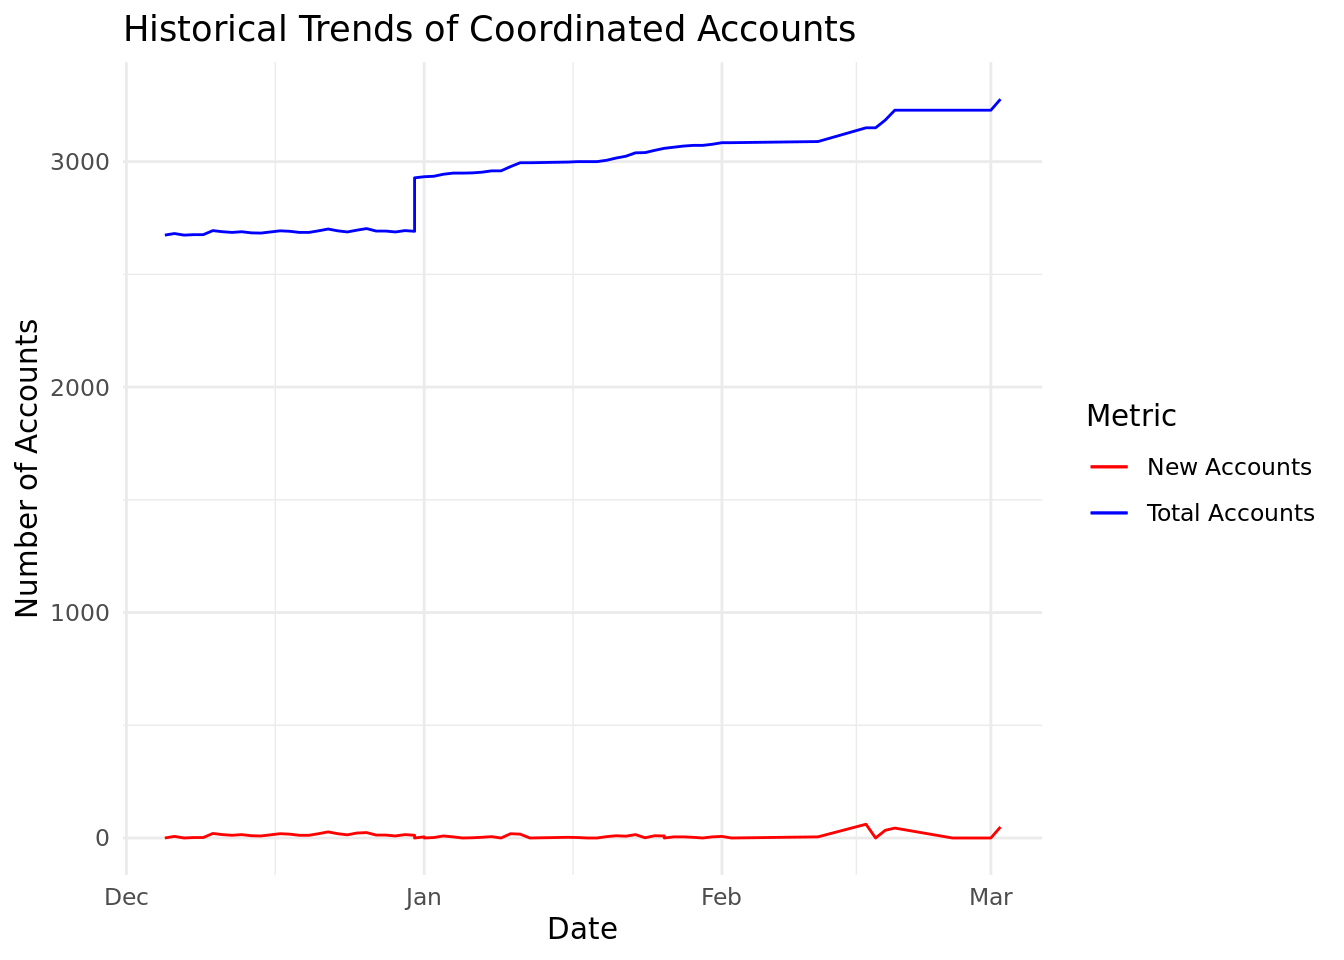 Historical Trends of Coordinated Accounts
Number of Accounts
3000
2000
1000
0
Dec
Jan
Feb
Mar
Date
Metric
New Accounts
Total Accounts